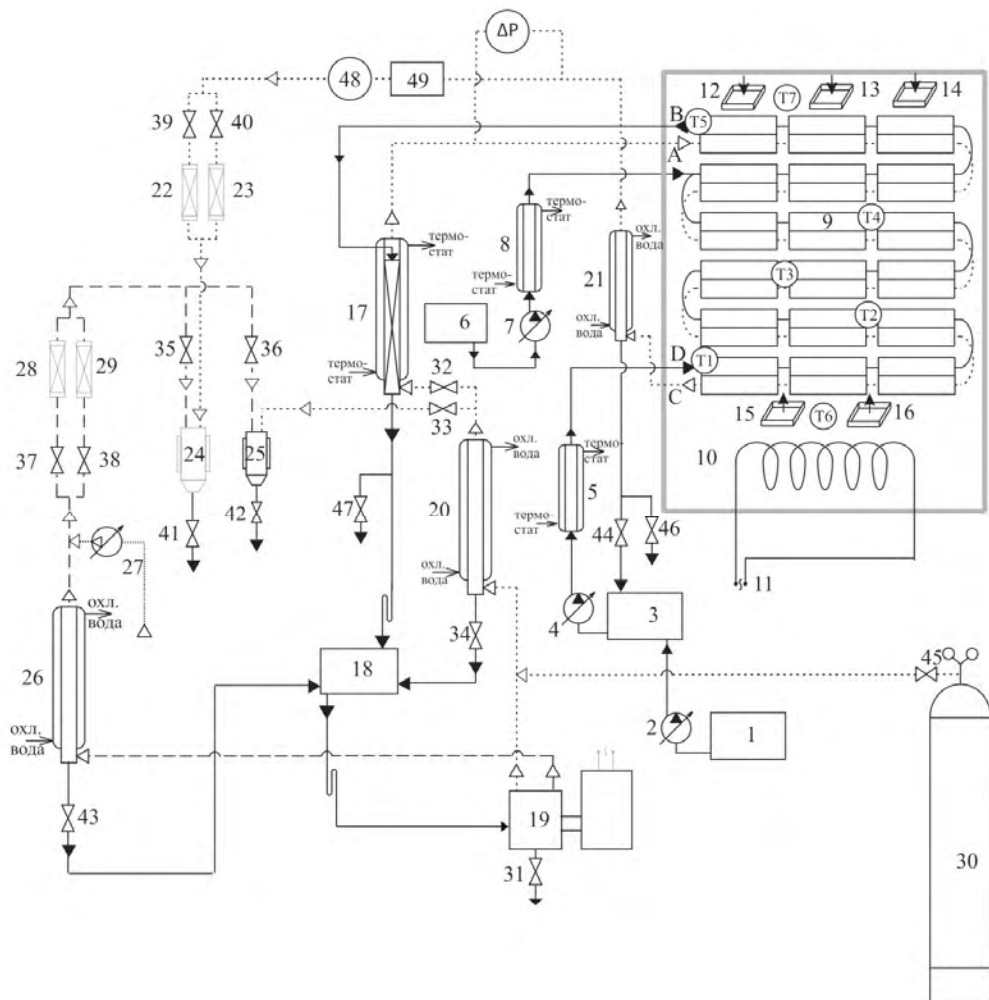 ΔP
48
49
12
T7
13
14
39
40
B
T5
A
22
23
термо-
стат
охл.
вода
9
T4
8
термо-
стат
21
17
термо-
стат
6
7
T3
35
36
охл.
вода
T2
28
29
термо-
стат
32
D
T1
33
C
15
T6
16
37
38
24
25
охл.
вода
термо-
стат
10
5
20
41
42
47
термо-
стат
44
46
27
охл.
вода
11
охл.
вода
4
3
34
26
18
45
2
1
охл.
вода
43
19
31
30